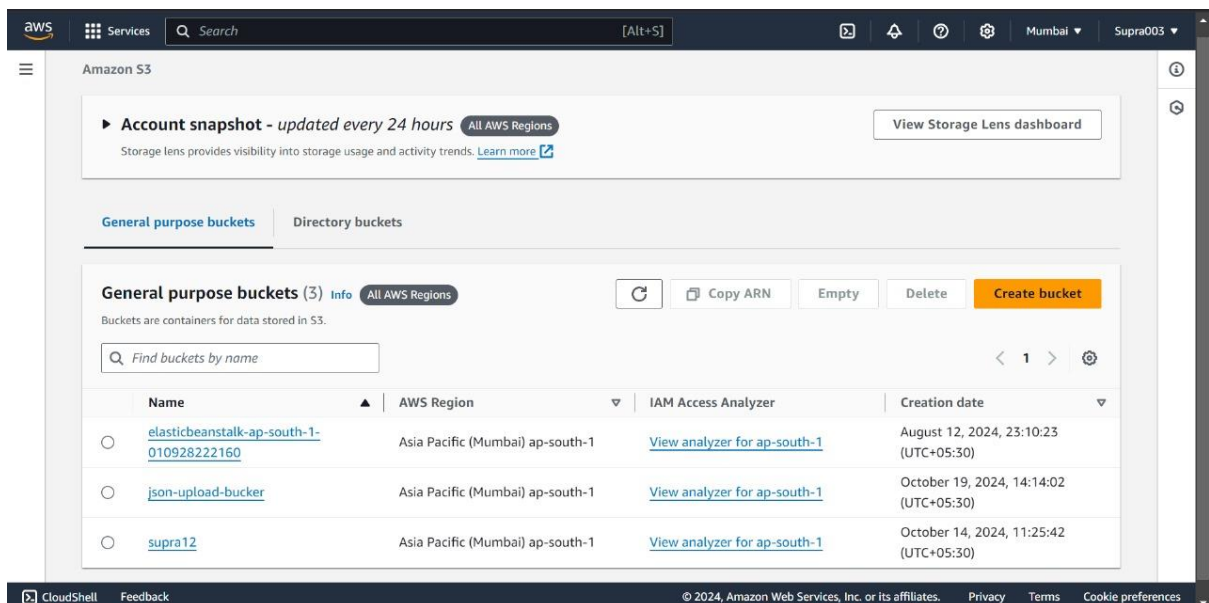 aws Services Search [Alt+S] Mumbai ▼ Supra003 ▼
Amazon S3
Account snapshot - updated every 24 hours All AWS Regions View Storage Lens dashboard
Storage lens provides visibility into storage usage and activity trends. Learn more
General purpose buckets Directory buckets
General purpose buckets (3) Info All AWS Regions Copy ARN Empty Delete Create bucket
Buckets are containers for data stored in S3.
Find buckets by name < 1 >
Name ▲ AWS Region IAM Access Analyzer Creation date
elasticbeanstalk-ap-south-1-
010928222160
Asia Pacific (Mumbai) ap-south-1 View analyzer for ap-south-1
August 12, 2024, 23:10:23
(UTC+05:30)
json-upload-bucker Asia Pacific (Mumbai) ap-south-1 View analyzer for ap-south-1
October 19, 2024, 14:14:02
(UTC+05:30)
supra12 Asia Pacific (Mumbai) ap-south-1 View analyzer for ap-south-1
October 14, 2024, 11:25:42
(UTC+05:30)
CloudShell Feedback © 2024, Amazon Web Services, Inc. or its affiliates. Privacy Terms Cookie preferences